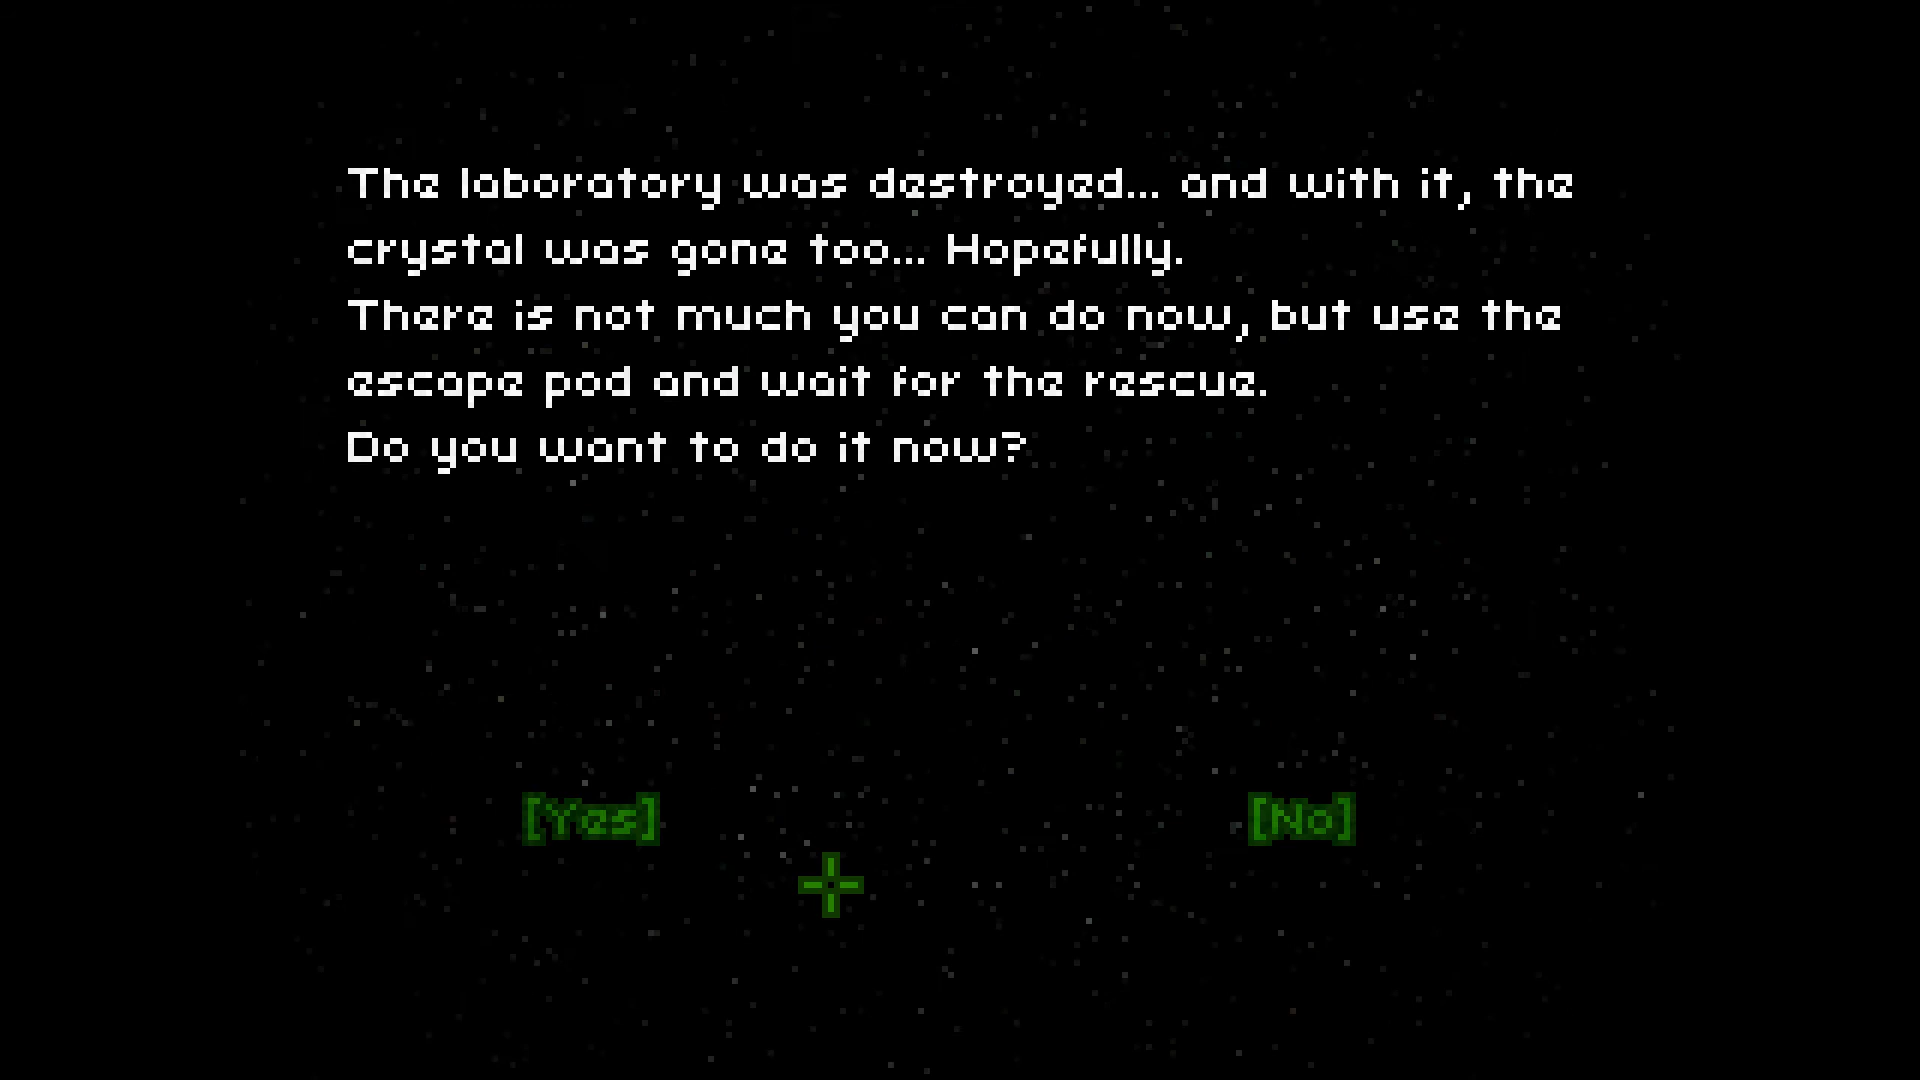 The laboratory was destroyed... and with it, the
crystal was gone too... Hopefully.
There is not much you can do now, but use the
escape pod and wait for the rescue.
Do you want to do it now?
[Yes] [No]